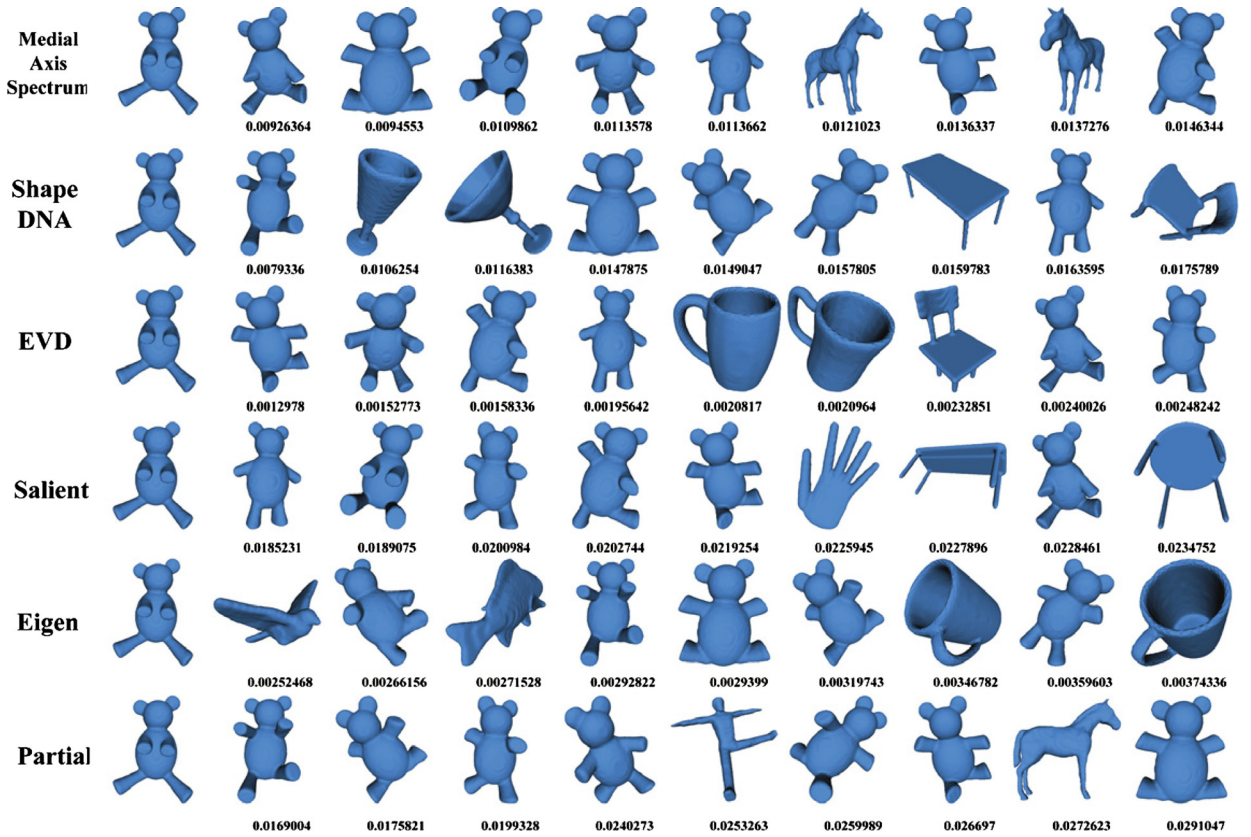 Medial
Axis
Spectrum
0.00926364 0.0094553 0.0109862 0.0113578 0.0113662 0.0121023 0.0136337 0.0137276 0.0146344
Shape
DNA
0.0079336 0.0106254 0.0116383 0.0147875 0.0149047 0.0157805 0.0159783 0.0163595 0.0175789
EVD
0.0012978 0.00152773 0.00158336 0.00195642 0.0020817 0.0020964 0.00232851 0.00240026 0.00248242
Salient
0.0185231 0.0189075 0.0200984 0.0202744 0.0219254 0.0225945 0.0227896 0.0228461 0.0234752
Eigen
0.00252468 0.00266156 0.00271528 0.00292822 0.0029399 0.00319743 0.00346782 0.00359603 0.00374336
Partial
0.0169004 0.0175821 0.0199328 0.0240273 0.0253263 0.0259989 0.026697 0.0272623 0.0291047